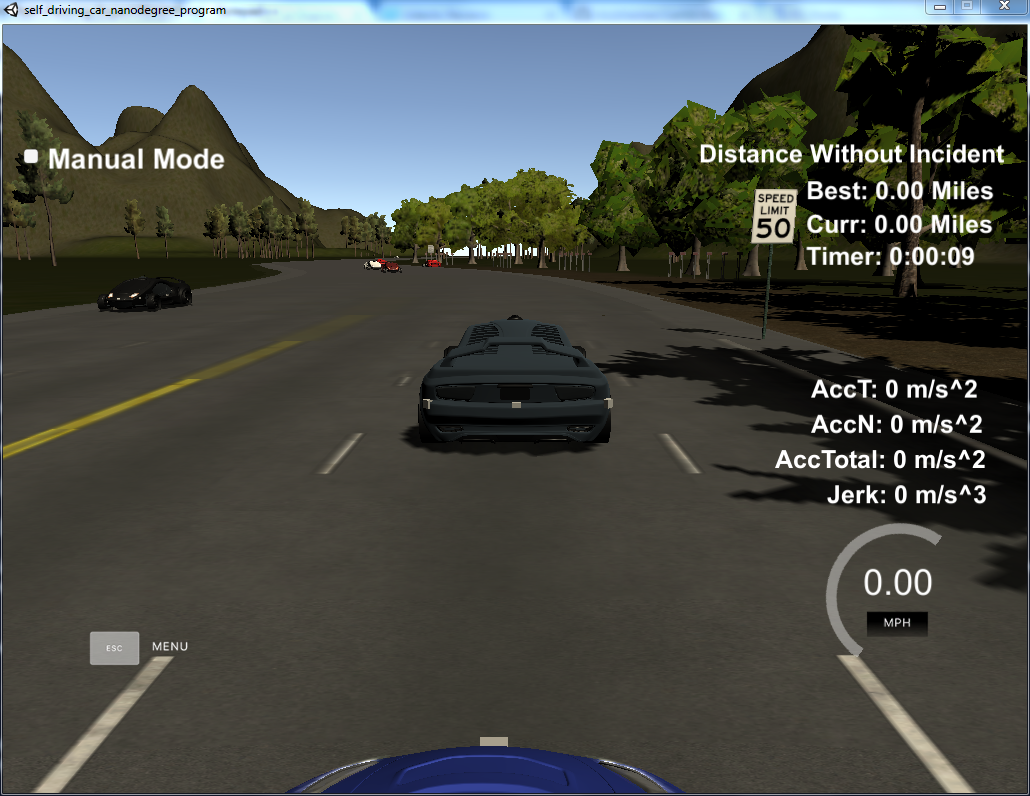 self_driving_car_nanodegree_program
Manual Mode
Distance Without Incident
Best: 0.00 Miles
Curr: 0.00 Miles
Timer: 0:00:09
SPEED
LIMIT
50
AccT: 0 m/s^2
AccN: 0 m/s^2
AccTotal: 0 m/s^2
Jerk: 0 m/s^3
0.00
MPH
ESC MENU